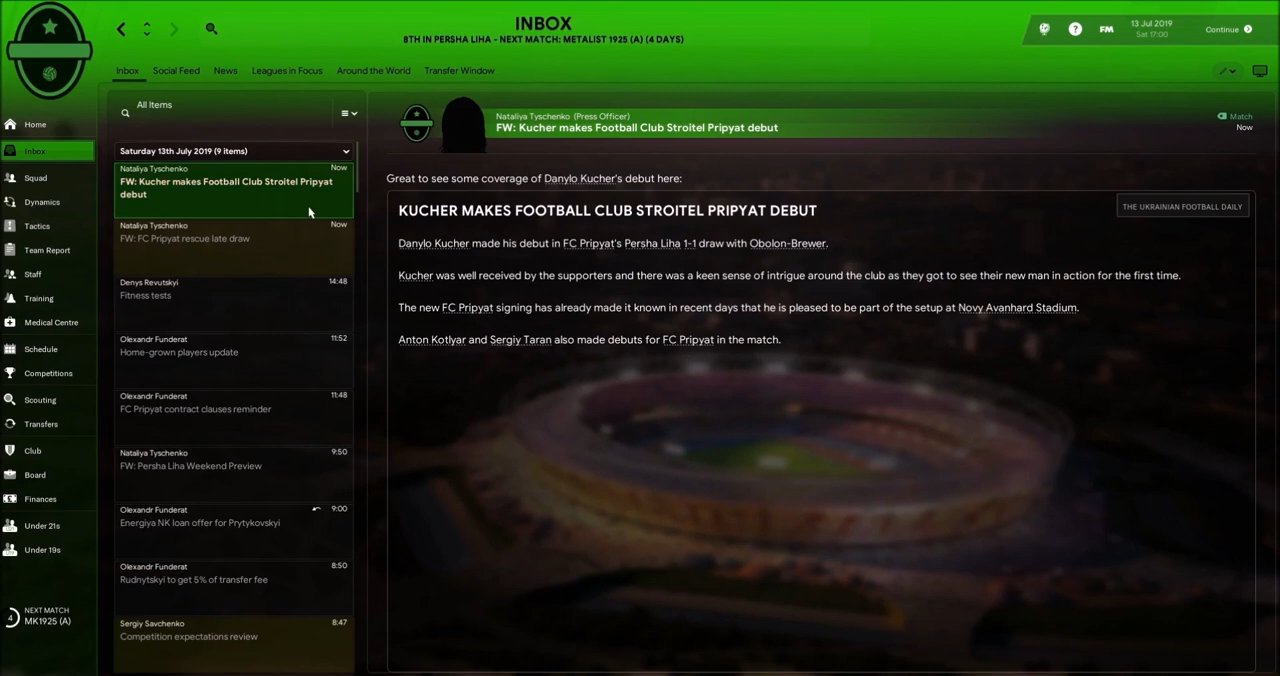 INBOX
8TH IN PERSHA LIHA - NEXT MATCH: METALIST 1925 (A) (4 DAYS)
?
FM
13 Jul 2019
Sat 17:00
Continue
Inbox
Social Feed
News
Leagues in Focus
Around the World
Transfer Window
Home
Inbox
Squad
Dynamics
Tactics
Team Report
Staff
Training
Medical Centre
Schedule
Competitions
Scouting
Transfers
Club
Board
Finances
Under 21s
Under 19s
4
NEXT MATCH
MK1925 (A)
All Items
Saturday 13th July 2019 (9 items)
Nataliya Tyschenko Now
FW: Kucher makes Football Club Stroitel Pripyat
debut
Nataliya Tyschenko Now
FW: FC Pripyat rescue late draw
Denys Revutskyi 14:48
Fitness tests
Olexandr Funderat 11:52
Home-grown players update
Olexandr Funderat 11:48
FC Pripyat contract clauses reminder
Nataliya Tyschenko 9:50
FW: Persha Liha Weekend Preview
Olexandr Funderat 9:00
Energiya NK loan offer for Prytykovskyi
Olexandr Funderat 8:50
Rudnytskyi to get 5% of transfer fee
Sergiy Savchenko 8:47
Competition expectations review
Nataliya Tyschenko (Press Officer)
FW: Kucher makes Football Club Stroitel Pripyat debut
Match
Now
Great to see some coverage of Danylo Kucher's debut here:
KUCHER MAKES FOOTBALL CLUB STROITEL PRIPYAT DEBUT
THE UKRAINIAN FOOTBALL DAILY
Danylo Kucher made his debut in FC Pripyat's Persha Liha 1-1 draw with Obolon-Brewer.
Kucher was well received by the supporters and there was a keen sense of intrigue around the club as they got to see their new man in action for the first time.
The new FC Pripyat signing has already made it known in recent days that he is pleased to be part of the setup at Novy Avanhard Stadium.
Anton Kotlyar and Sergiy Taran also made debuts for FC Pripyat in the match.